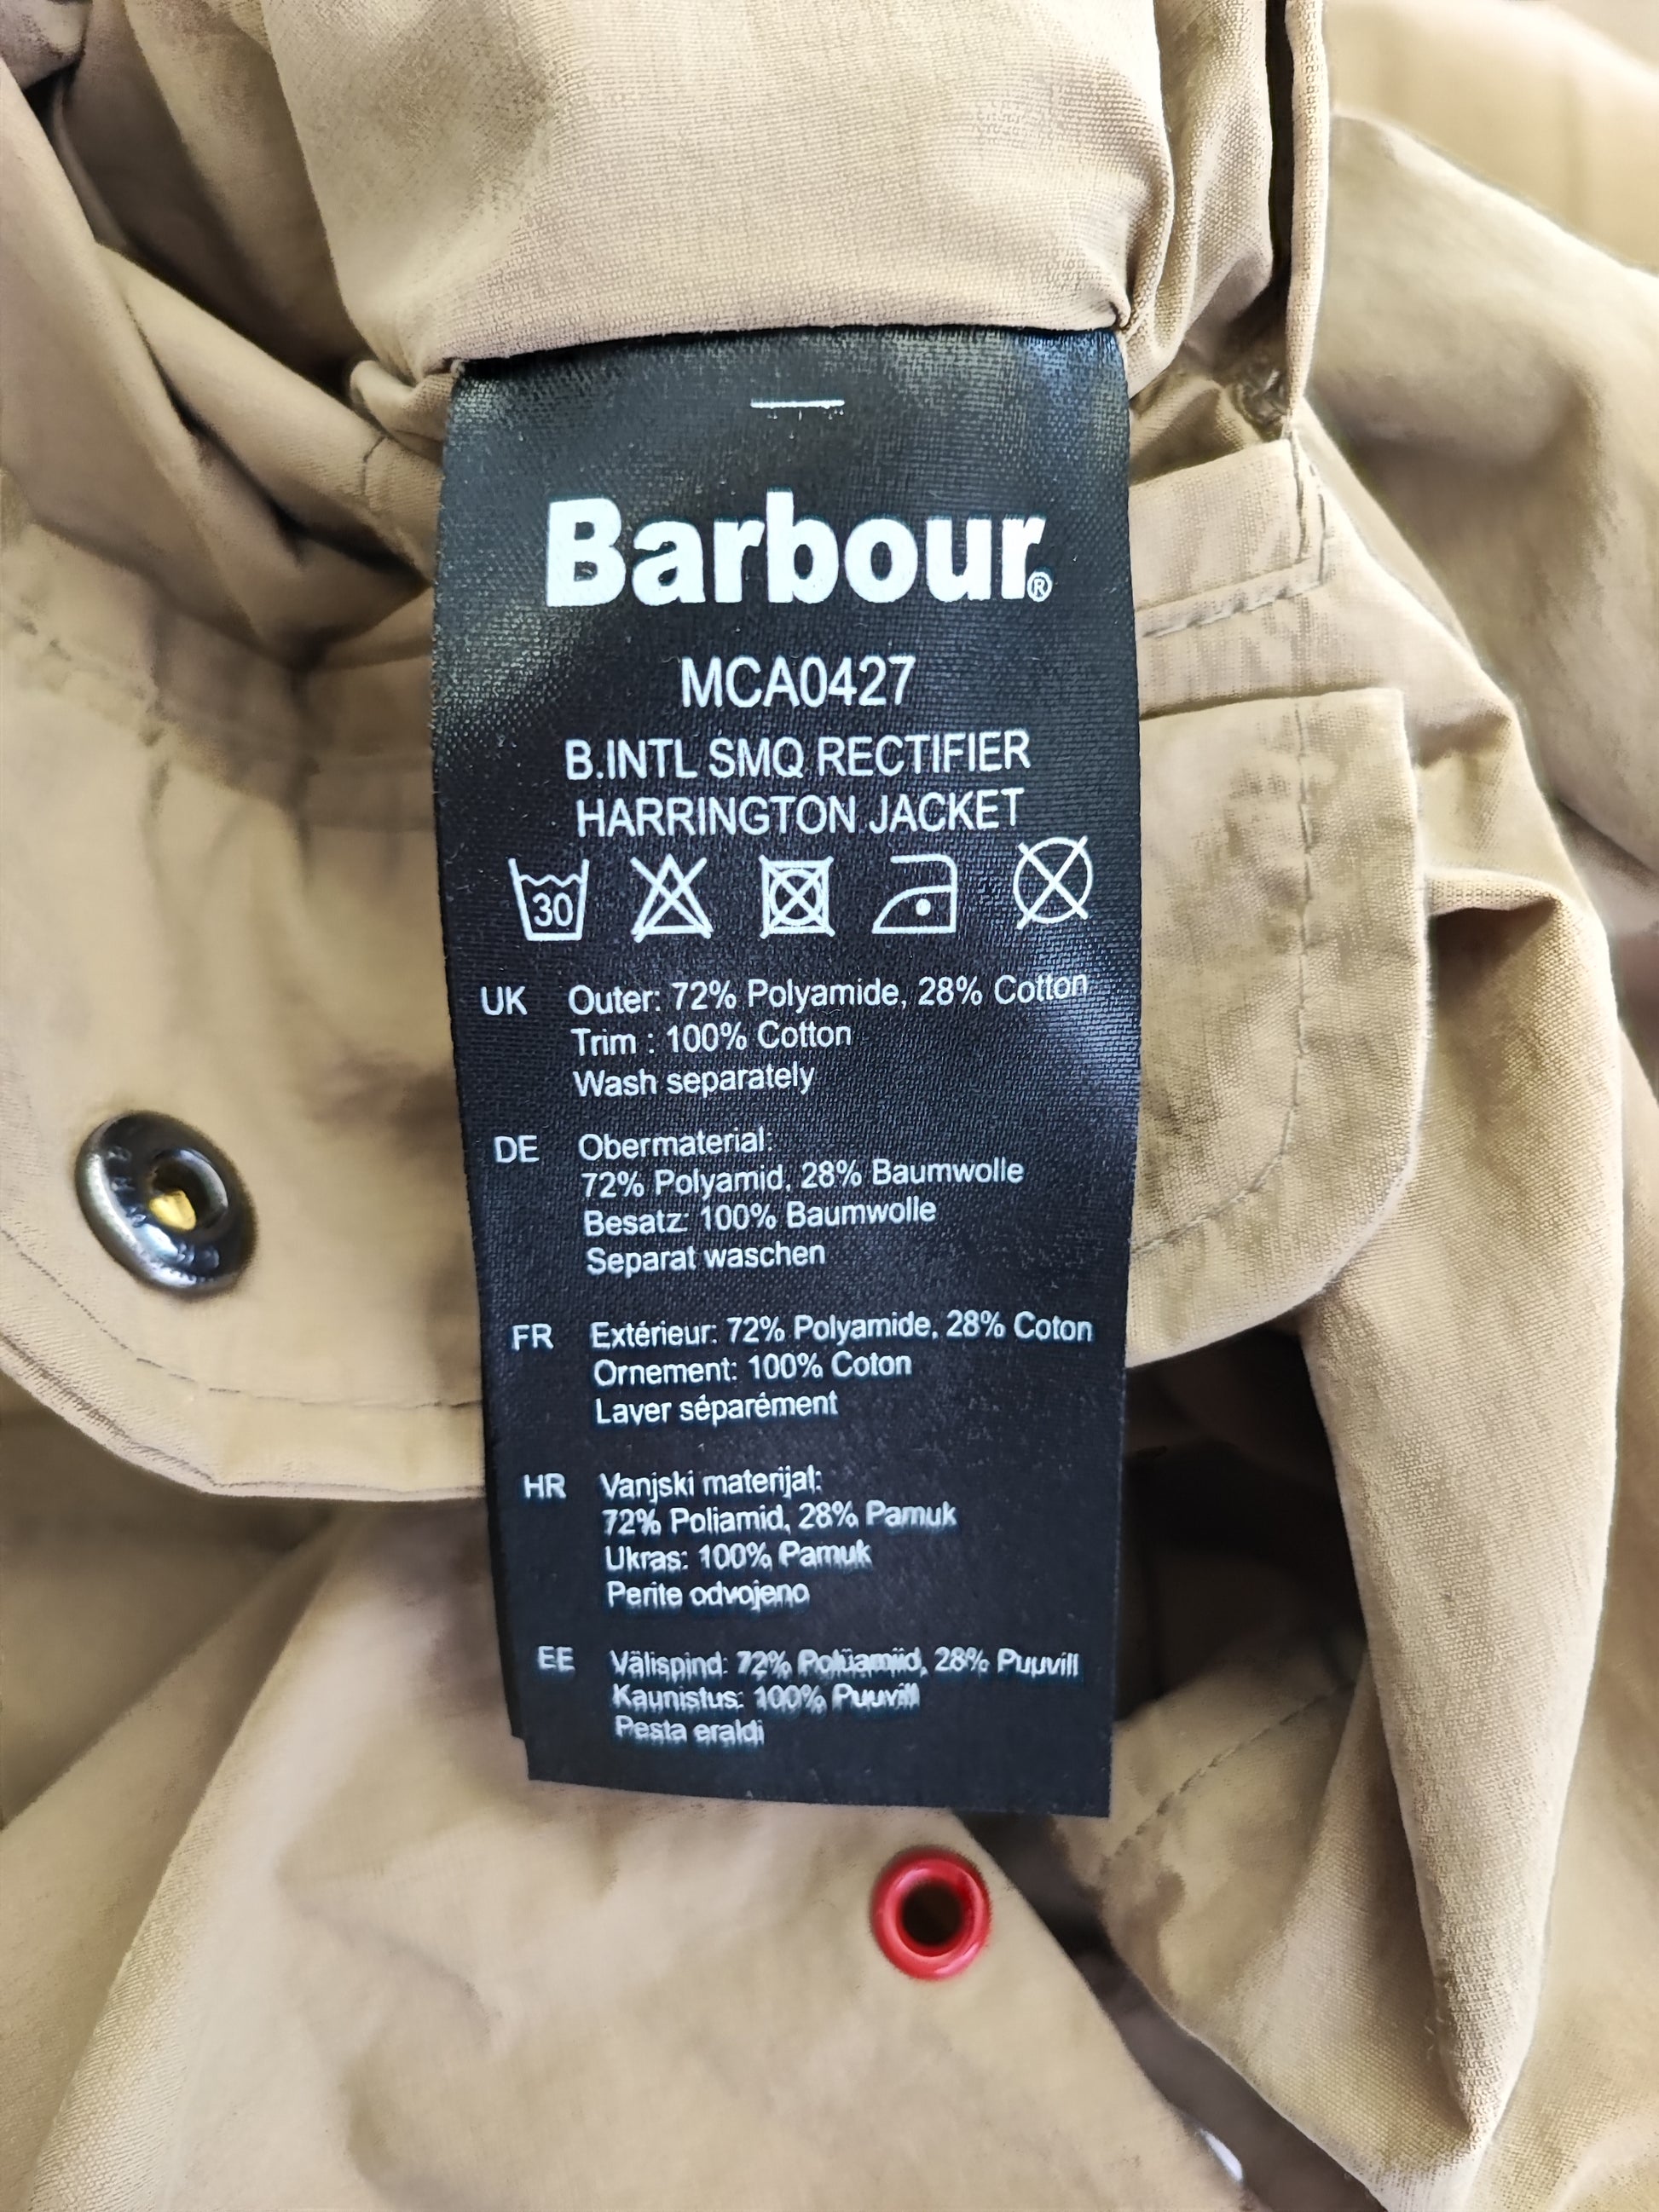 Barbour®
MCA0427
B.INTL SMQ RECTIFIER
HARRINGTON JACKET
30
UK Outer: 72% Polyamide, 28% Cotton
Trim : 100% Cotton
Wash separately
DE Obermaterial:
72% Polyamid, 28% Baumwolle
Besatz: 100% Baumwolle
Separat waschen
FR Extérieur: 72% Polyamide, 28% Coton
Ornement: 100% Coton
Laver séparément
HR Vanjski materijal:
72% Poliamid, 28% Pamuk
Ukras: 100% Pamuk
Perite odvojeno
EE Välispind: 72% Polüamiid, 28% Puuvill
Kaunistus: 100% Puuvill
Pesta eraldi